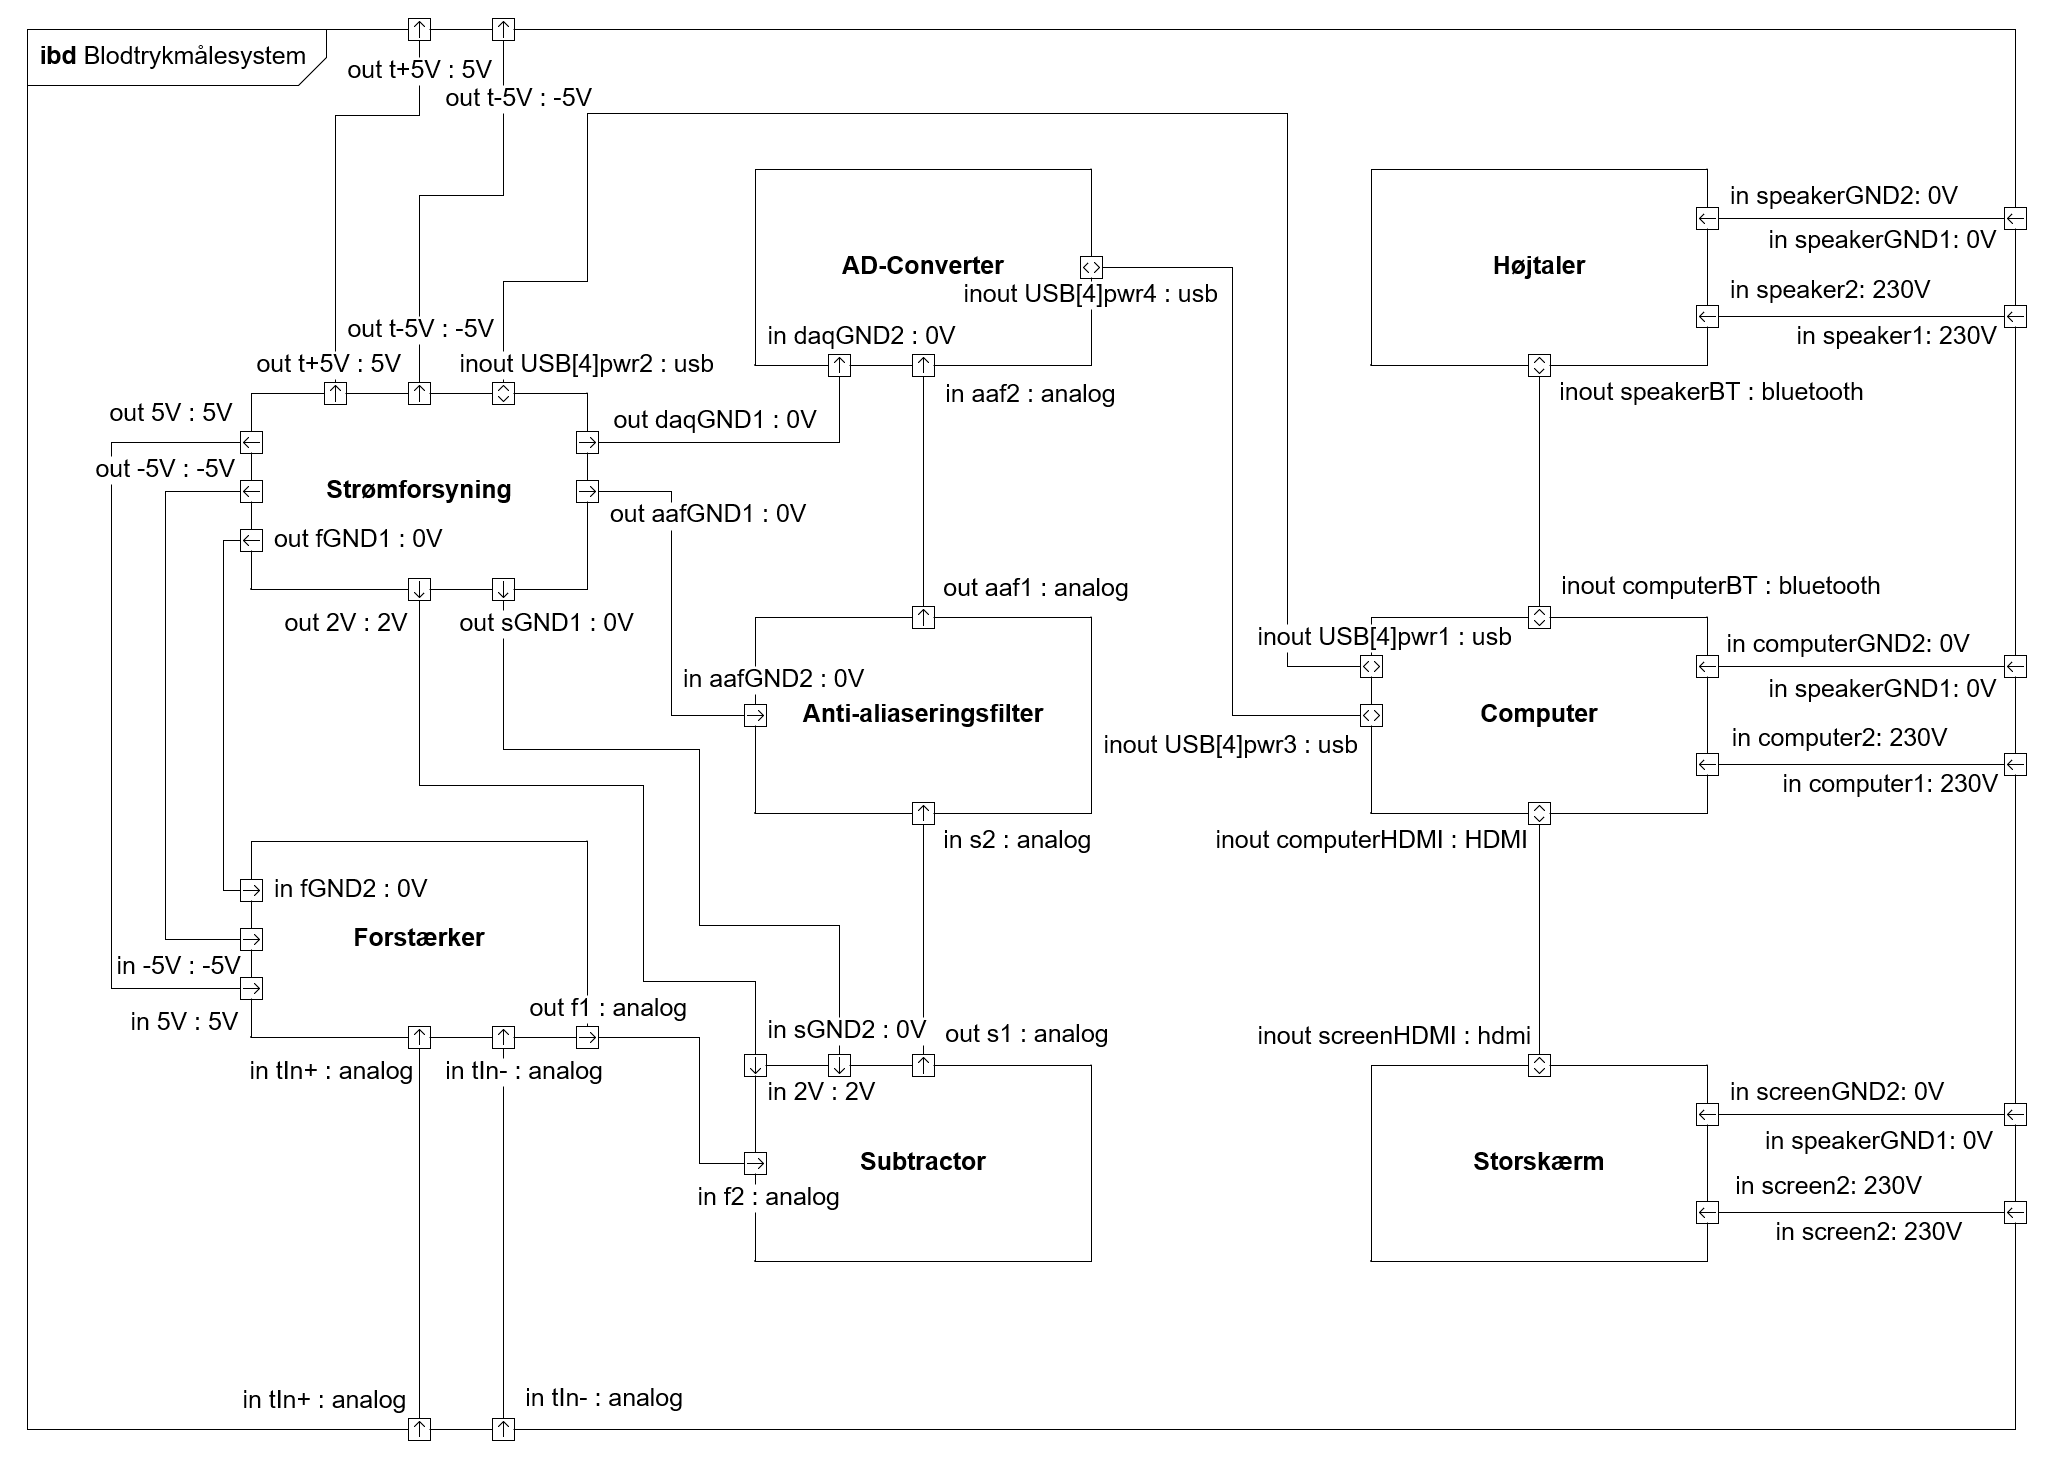 ibd Blodtrykmålesystem
out t+5V : 5V
out t-5V : -5V
in speakerGND2: 0V
in speakerGND1: 0V
AD-Converter
Højtaler
inout USB[4]pwr4 : usb
in speaker2: 230V
out t-5V : -5V
in daqGND2 : 0V
in speaker1: 230V
out t+5V : 5V
inout USB[4]pwr2 : usb
in aaf2 : analog
inout speakerBT : bluetooth
out 5V : 5V
out daqGND1 : 0V
out -5V : -5V
Strømforsyning
out aafGND1 : 0V
out fGND1 : 0V
out aaf1 : analog
inout computerBT : bluetooth
out 2V : 2V
out sGND1 : 0V
inout USB[4]pwr1 : usb
in computerGND2: 0V
in aafGND2 : 0V
in speakerGND1: 0V
Anti-aliaseringsfilter
Computer
inout USB[4]pwr3 : usb
in computer2: 230V
in computer1: 230V
in s2 : analog
inout computerHDMI : HDMI
in fGND2 : 0V
Forstærker
in -5V : -5V
out f1 : analog
in 5V : 5V
in sGND2 : 0V
out s1 : analog
inout screenHDMI : hdmi
in tIn+ : analog
in tIn- : analog
in 2V : 2V
in screenGND2: 0V
in speakerGND1: 0V
Subtractor
Storskærm
in f2 : analog
in screen2: 230V
in screen2: 230V
in tIn+ : analog
in tIn- : analog